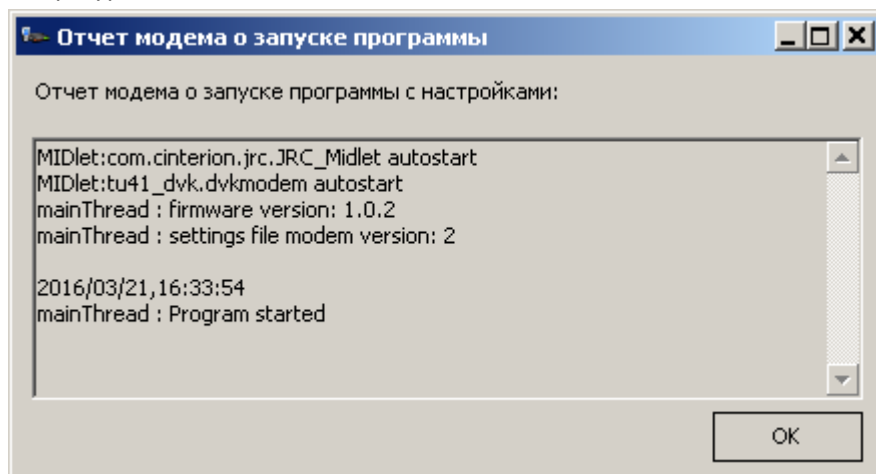 Отчет модема о запуске программы
Отчет модема о запуске программы с настройками:
MIDlet:com.cinterion.jrc.JRC_Midlet autostart
MIDlet:tu41_dvk.dvkmodem autostart
mainThread : firmware version: 1.0.2
mainThread : settings file modem version: 2
2016/03/21,16:33:54
mainThread : Program started
OK